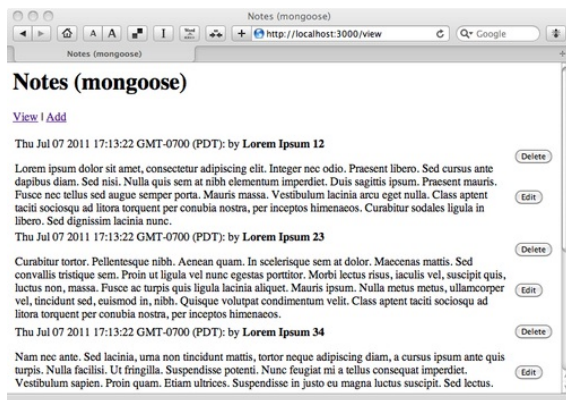 Notes (mongoose)
A A I Word
http://localhost:3000/view
Google
Notes (mongoose)
Notes (mongoose)
View | Add
Thu Jul 07 2011 17:13:22 GMT-0700 (PDT): by Lorem Ipsum 12
Delete
Lorem ipsum dolor sit amet, consectetur adipiscing elit. Integer nec odio. Praesent libero. Sed cursus ante
dapibus diam. Sed nisi. Nulla quis sem at nibh elementum imperdiet. Duis sagittis ipsum. Praesent mauris.
Fusce nec tellus sed augue semper porta. Mauris massa. Vestibulum lacinia arcu eget nulla. Class aptent
Edit
taciti sociosqu ad litora torquent per conubia nostra, per inceptos himenaeos. Curabitur sodales ligula in
libero. Sed dignissim lacinia nunc.
Thu Jul 07 2011 17:13:22 GMT-0700 (PDT): by Lorem Ipsum 23
Delete
Curabitur tortor. Pellentesque nibh. Aenean quam. In scelerisque sem at dolor. Maecenas mattis. Sed
convallis tristique sem. Proin ut ligula vel nunc egestas porttitor. Morbi lectus risus, iaculis vel, suscipit quis,
luctus non, massa. Fusce ac turpis quis ligula lacinia aliquet. Mauris ipsum. Nulla metus metus, ullamcorper
Edit
vel, tincidunt sed, euismod in, nibh. Quisque volutpat condimentum velit. Class aptent taciti sociosqu ad
litora torquent per conubia nostra, per inceptos himenaeos.
Thu Jul 07 2011 17:13:22 GMT-0700 (PDT): by Lorem Ipsum 34
Delete
Nam nec ante. Sed lacinia, urna non tincidunt mattis, tortor neque adipiscing diam, a cursus ipsum ante quis
turpis. Nulla facilisi. Ut fringilla. Suspendisse potenti. Nunc feugiat mi a tellus consequat imperdiet.
Edit
Vestibulum sapien. Proin quam. Etiam ultrices. Suspendisse in justo eu magna luctus suscipit. Sed lectus.